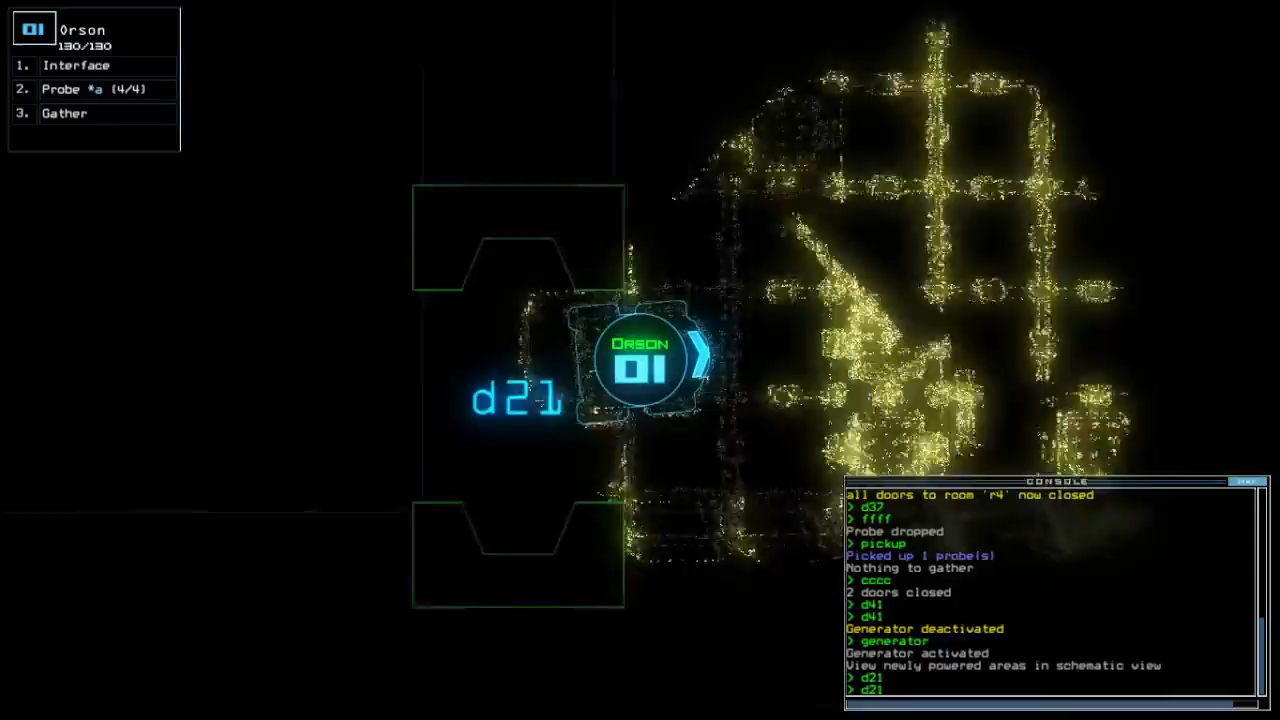 01 Orson
130/130
1. Interface
2. Probe *a (4/4)
3. Gather
Orson
01
d21
CONSOLE
all doors to room 'r4' now closed
> d37
> ffff
Probe dropped
> pickup
Picked up 1 probe(s)
Nothing to gather
> cccc
2 doors closed
> d41
> d41
Generator deactivated
> generator
Generator activated
View newly powered areas in schematic view
> d21
> d21